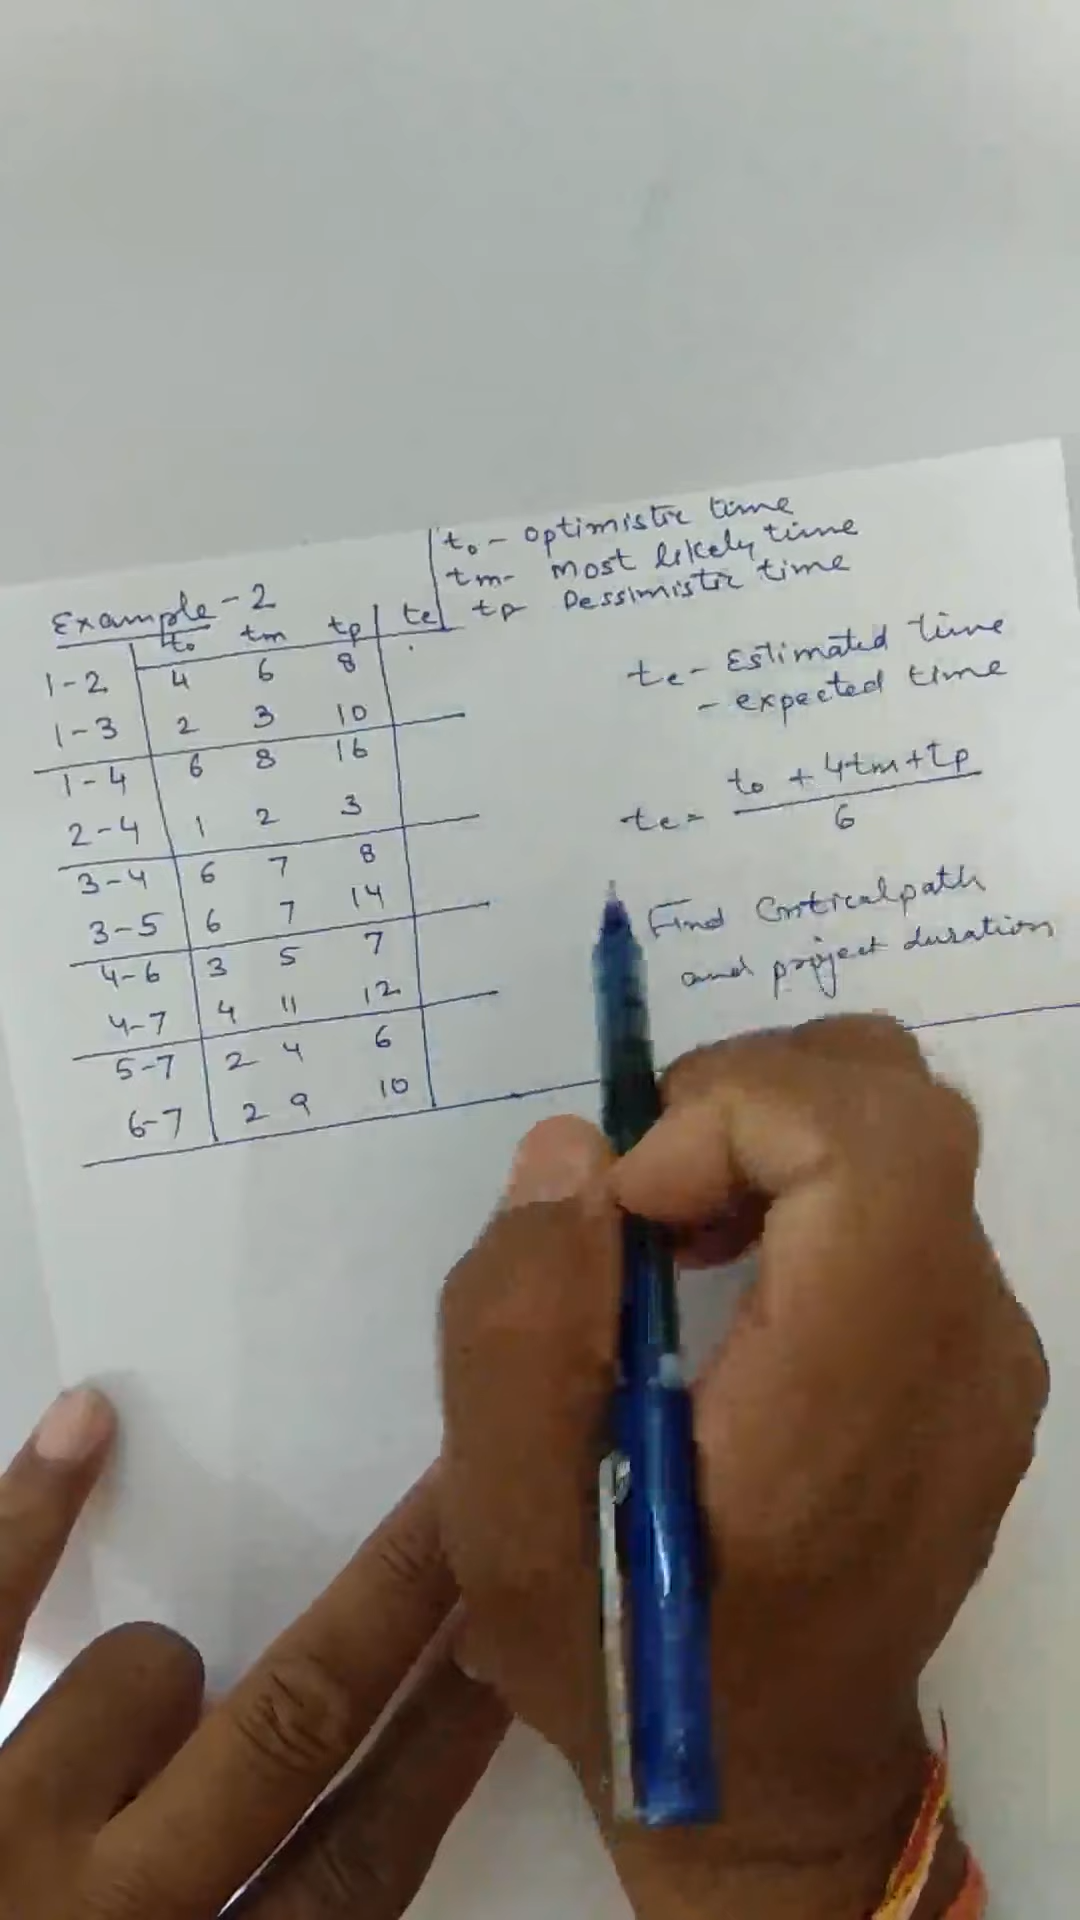 to - Optimistic time
tm - most likely time
tp - Pessimistic time
Example - 2
to tm tp te
1-2 4 6 8
1-3 2 3 10
1-4 6 8 16
2-4 1 2 3
3-4 6 7 8
3-5 6 7 14
4-6 3 5 7
4-7 4 11 12
5-7 2 4 6
6-7 2 9 10
te - Estimated time
- expected time
te = to + 4tm + tp
6
Find Critical path
and project duration